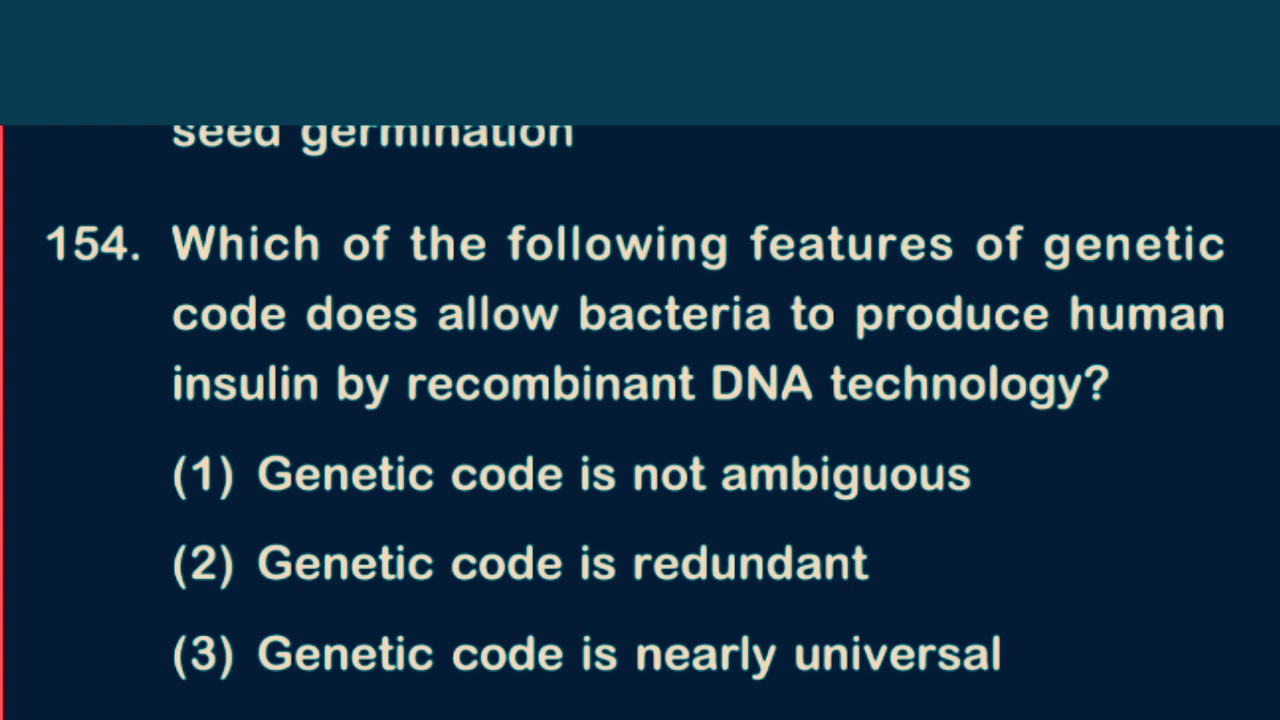 seed germination
154. Which of the following features of genetic
code does allow bacteria to produce human
insulin by recombinant DNA technology?
(1) Genetic code is not ambiguous
(2) Genetic code is redundant
(3) Genetic code is nearly universal